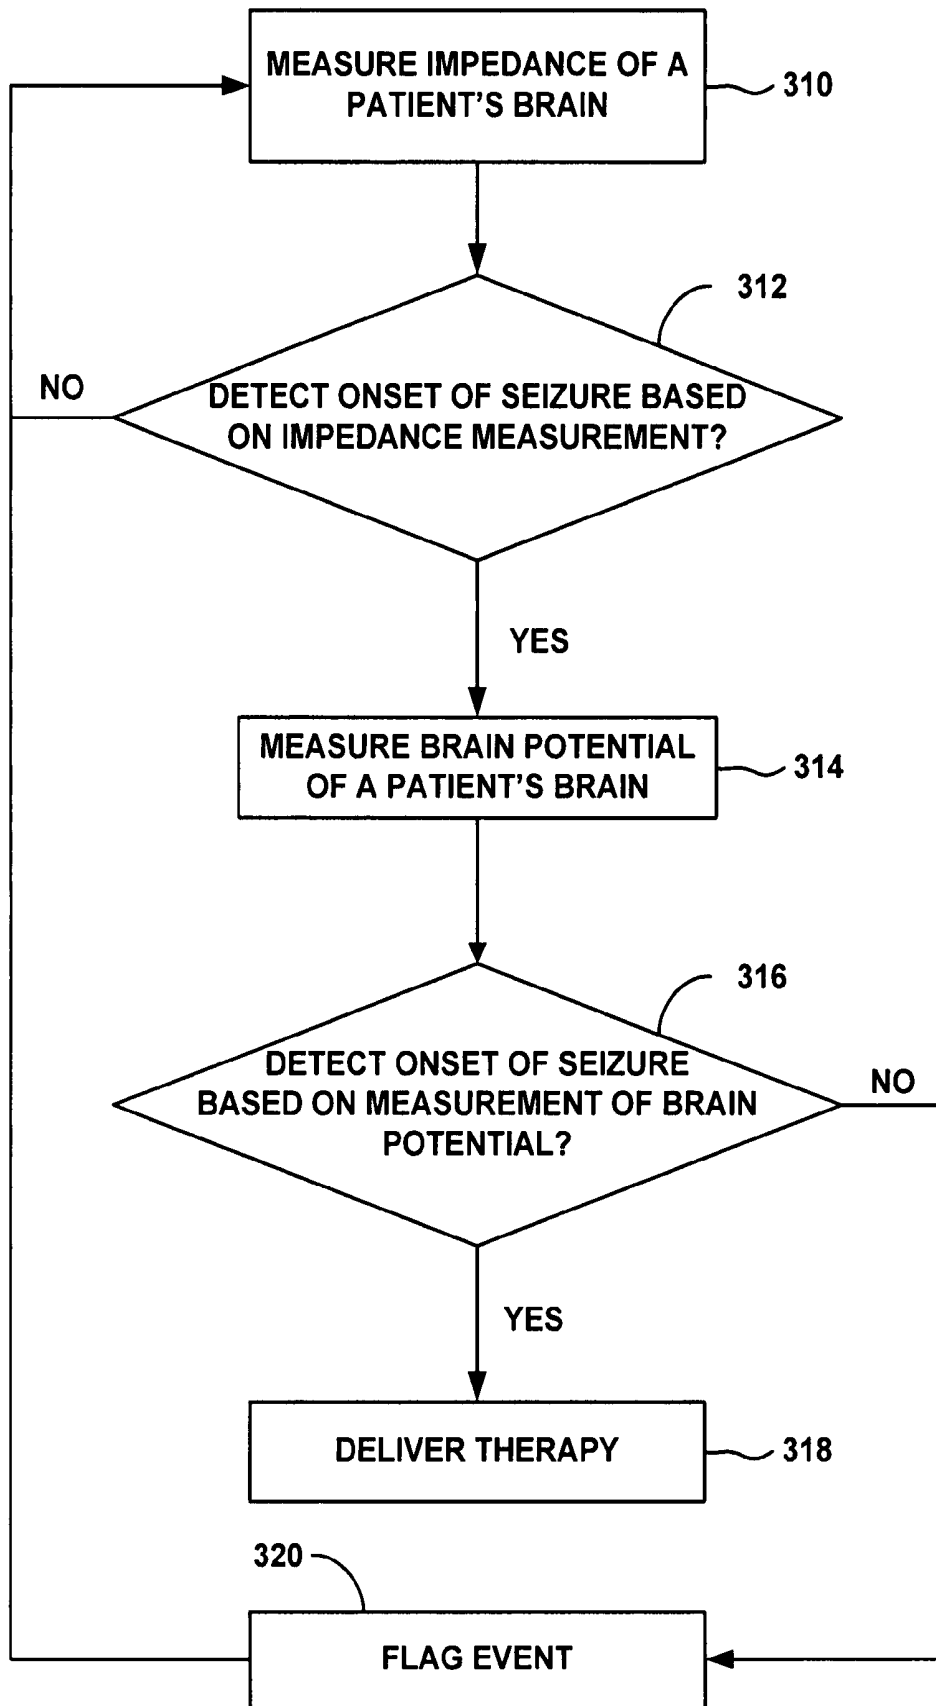 MEASURE IMPEDANCE OF A
PATIENT'S BRAIN
310
312
NO
DETECT ONSET OF SEIZURE BASED
ON IMPEDANCE MEASUREMENT?
YES
MEASURE BRAIN POTENTIAL
OF A PATIENT'S BRAIN
314
316
DETECT ONSET OF SEIZURE
BASED ON MEASUREMENT OF BRAIN
POTENTIAL?
NO
YES
DELIVER THERAPY
318
320
FLAG EVENT